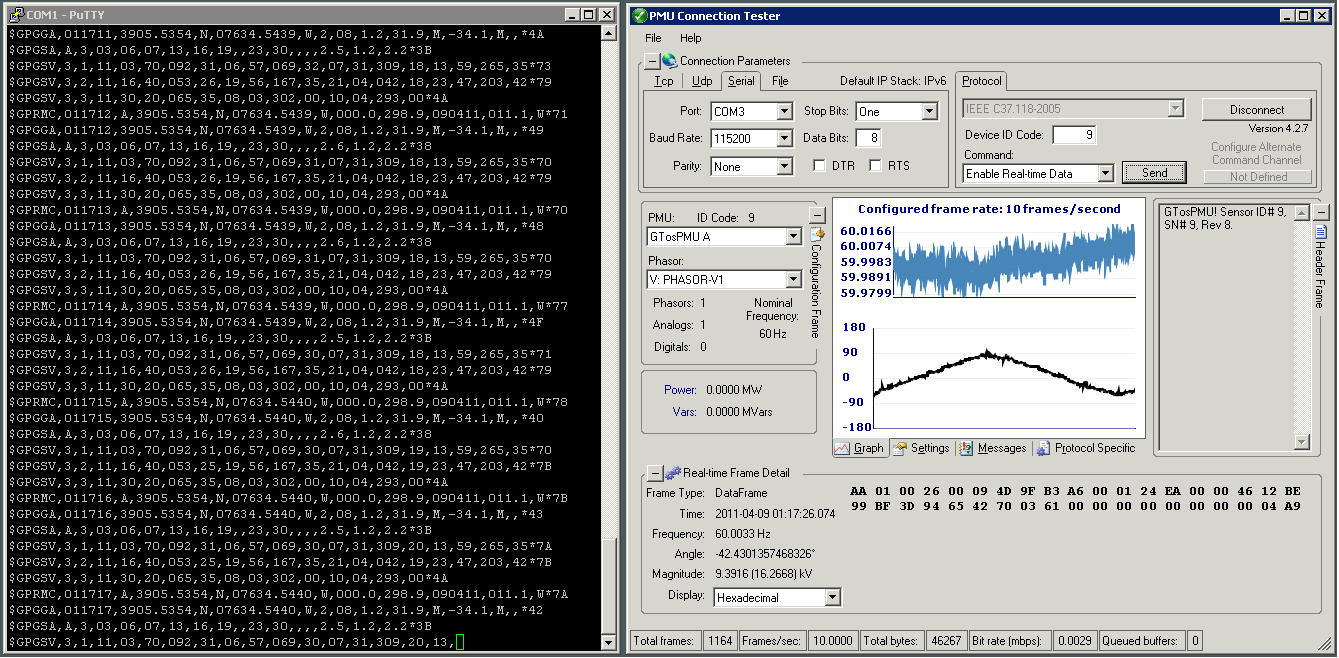 COM1 - PuTTY
$GPGGA,011711,3905.5354,N,07634.5439,W,2,08,1.2,31.9,M,-34.1,M,,*4A
$GPGSA,A,3,03,06,07,13,16,19,,23,30,,,,2.5,1.2,2.2*3B
$GPGSV,3,1,11,03,70,092,31,06,57,069,32,07,31,309,18,13,59,265,35*73
$GPGSV,3,2,11,16,40,053,26,19,56,167,35,21,04,042,18,23,47,203,42*79
$GPGSV,3,3,11,30,20,065,35,08,03,302,00,10,04,293,00*4A
$GPRMC,011712,A,3905.5354,N,07634.5439,W,000.0,298.9,090411,011.1,W*71
$GPGGA,011712,3905.5354,N,07634.5439,W,2,08,1.2,31.9,M,-34.1,M,,*49
$GPGSA,A,3,03,06,07,13,16,19,,23,30,,,,2.6,1.2,2.2*38
$GPGSV,3,1,11,03,70,092,31,06,57,069,31,07,31,309,18,13,59,265,35*70
$GPGSV,3,2,11,16,40,053,26,19,56,167,35,21,04,042,18,23,47,203,42*79
$GPGSV,3,3,11,30,20,065,35,08,03,302,00,10,04,293,00*4A
$GPRMC,011713,A,3905.5354,N,07634.5439,W,000.0,298.9,090411,011.1,W*70
$GPGGA,011713,3905.5354,N,07634.5439,W,2,08,1.2,31.9,M,-34.1,M,,*48
$GPGSA,A,3,03,06,07,13,16,19,,23,30,,,,2.6,1.2,2.2*38
$GPGSV,3,1,11,03,70,092,31,06,57,069,31,07,31,309,18,13,59,265,35*70
$GPGSV,3,2,11,16,40,053,26,19,56,167,35,21,04,042,18,23,47,203,42*79
$GPGSV,3,3,11,30,20,065,35,08,03,302,00,10,04,293,00*4A
$GPRMC,011714,A,3905.5354,N,07634.5439,W,000.0,298.9,090411,011.1,W*77
$GPGGA,011714,3905.5354,N,07634.5439,W,2,08,1.2,31.9,M,-34.1,M,,*4F
$GPGSA,A,3,03,06,07,13,16,19,,23,30,,,,2.5,1.2,2.2*3B
$GPGSV,3,1,11,03,70,092,31,06,57,069,30,07,31,309,18,13,59,265,35*71
$GPGSV,3,2,11,16,40,053,26,19,56,167,35,21,04,042,18,23,47,203,42*79
$GPGSV,3,3,11,30,20,065,35,08,03,302,00,10,04,293,00*4A
$GPRMC,011715,A,3905.5354,N,07634.5440,W,000.0,298.9,090411,011.1,W*78
$GPGGA,011715,3905.5354,N,07634.5440,W,2,08,1.2,31.9,M,-34.1,M,,*40
$GPGSA,A,3,03,06,07,13,16,19,,23,30,,,,2.6,1.2,2.2*38
$GPGSV,3,1,11,03,70,092,31,06,57,069,30,07,31,309,19,13,59,265,35*70
$GPGSV,3,2,11,16,40,053,25,19,56,167,35,21,04,042,19,23,47,203,42*7B
$GPGSV,3,3,11,30,20,065,35,08,03,302,00,10,04,293,00*4A
$GPRMC,011716,A,3905.5354,N,07634.5440,W,000.0,298.9,090411,011.1,W*7B
$GPGGA,011716,3905.5354,N,07634.5440,W,2,08,1.2,31.9,M,-34.1,M,,*43
$GPGSA,A,3,03,06,07,13,16,19,,23,30,,,,2.5,1.2,2.2*3B
$GPGSV,3,1,11,03,70,092,31,06,57,069,30,07,31,309,20,13,59,265,35*7A
$GPGSV,3,2,11,16,40,053,25,19,56,167,35,21,04,042,19,23,47,203,42*7B
$GPGSV,3,3,11,30,20,065,35,08,03,302,00,10,04,293,00*4A
$GPRMC,011717,A,3905.5354,N,07634.5440,W,000.0,298.9,090411,011.1,W*7A
$GPGGA,011717,3905.5354,N,07634.5440,W,2,08,1.2,31.9,M,-34.1,M,,*42
$GPGSA,A,3,03,06,07,13,16,19,,23,30,,,,2.5,1.2,2.2*3B
$GPGSV,3,1,11,03,70,092,31,06,57,069,30,07,31,309,20,13,
PMU Connection Tester
File Help
Connection Parameters
Tcp Udp Serial File Default IP Stack: IPv6
Port: COM3 Stop Bits: One
Baud Rate: 115200 Data Bits: 8
Parity: None DTR RTS
Protocol
IEEE C37.118-2005 Disconnect
Device ID Code: 9 Version 4.2.7
Command: Configure Alternate
Command Channel
Enable Real-time Data Send Not Defined
PMU: ID Code: 9
GTosPMU A
Phasor:
V: PHASOR-V1
Phasors: 1 Nominal
Frequency:
Analogs: 1
60 Hz
Digitals: 0
Configuration Frame
Power: 0.0000 MW
Vars: 0.0000 MVars
Configured frame rate: 10 frames/second
60.0166
60.0074
59.9983
59.9891
59.9799
180
90
0
-90
-180
Graph Settings Messages Protocol Specific
GTosPMU! Sensor ID# 9,
SN# 9, Rev 8.
Header Frame
Real-time Frame Detail
Frame Type: DataFrame
Time: 2011-04-09 01:17:26.074
Frequency: 60.0033 Hz
Angle: -42.4301357468326°
Magnitude: 9.3916 (16.2668) kV
Display: Hexadecimal
AA 01 00 26 00 09 4D 9F B3 A6 00 01 24 EA 00 00 46 12 BE
99 BF 3D 94 65 42 70 03 61 00 00 00 00 00 00 00 00 04 A9
Total frames: 1164 Frames/sec: 10.0000 Total bytes: 46267 Bit rate (mbps): 0.0029 Queued buffers: 0